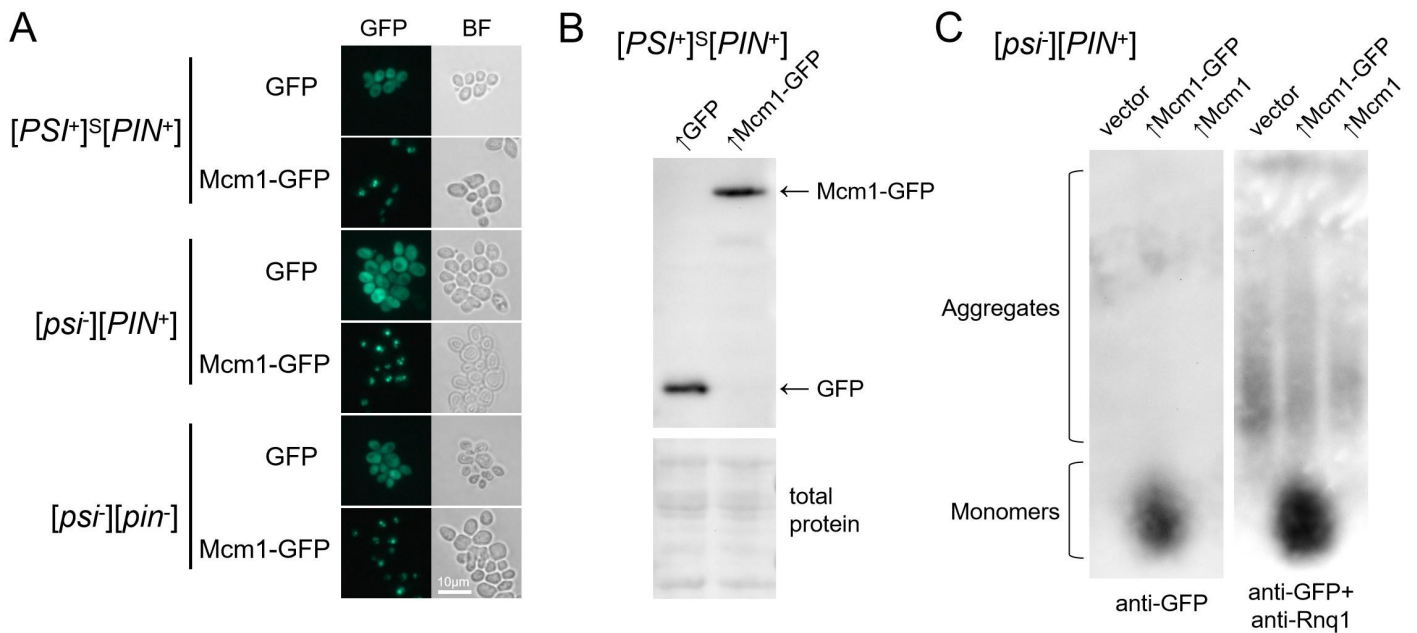 A
GFP BF
[PSI⁺]ˢ[PIN⁺]
GFP
Mcm1-GFP
[psi⁻][PIN⁺]
GFP
Mcm1-GFP
[psi⁻][pin⁻]
GFP
Mcm1-GFP
10µm
B
[PSI⁺]ˢ[PIN⁺]
↑GFP
↑Mcm1-GFP
← Mcm1-GFP
← GFP
total
protein
C
[psi⁻][PIN⁺]
vector
↑Mcm1-GFP
↑Mcm1
vector
↑Mcm1-GFP
↑Mcm1
Aggregates
Monomers
anti-GFP
anti-GFP+
anti-Rnq1